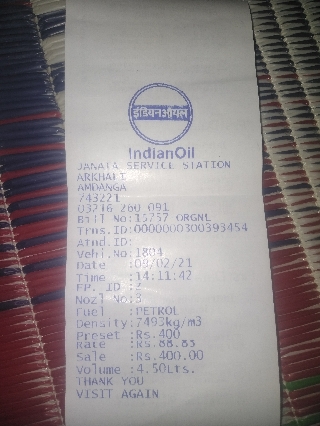 इंडियनऑयल
IndianOil
JANATA SERVICE STATION
ARKHALI
AMDANGA
743221
03216 260 091
Bill No:15757 ORGNL
Trns.ID:0000000300393454
Atnd.ID:
Vehi.No:1804
Date :09/02/21
Time :14:11:42
FP. ID :2
Nozl No:3
Fuel :PETROL
Density:7493kg/m3
Preset :Rs.400
Rate :Rs.88.83
Sale :Rs.400.00
Volume :4.50Lts.
THANK YOU
VISIT AGAIN